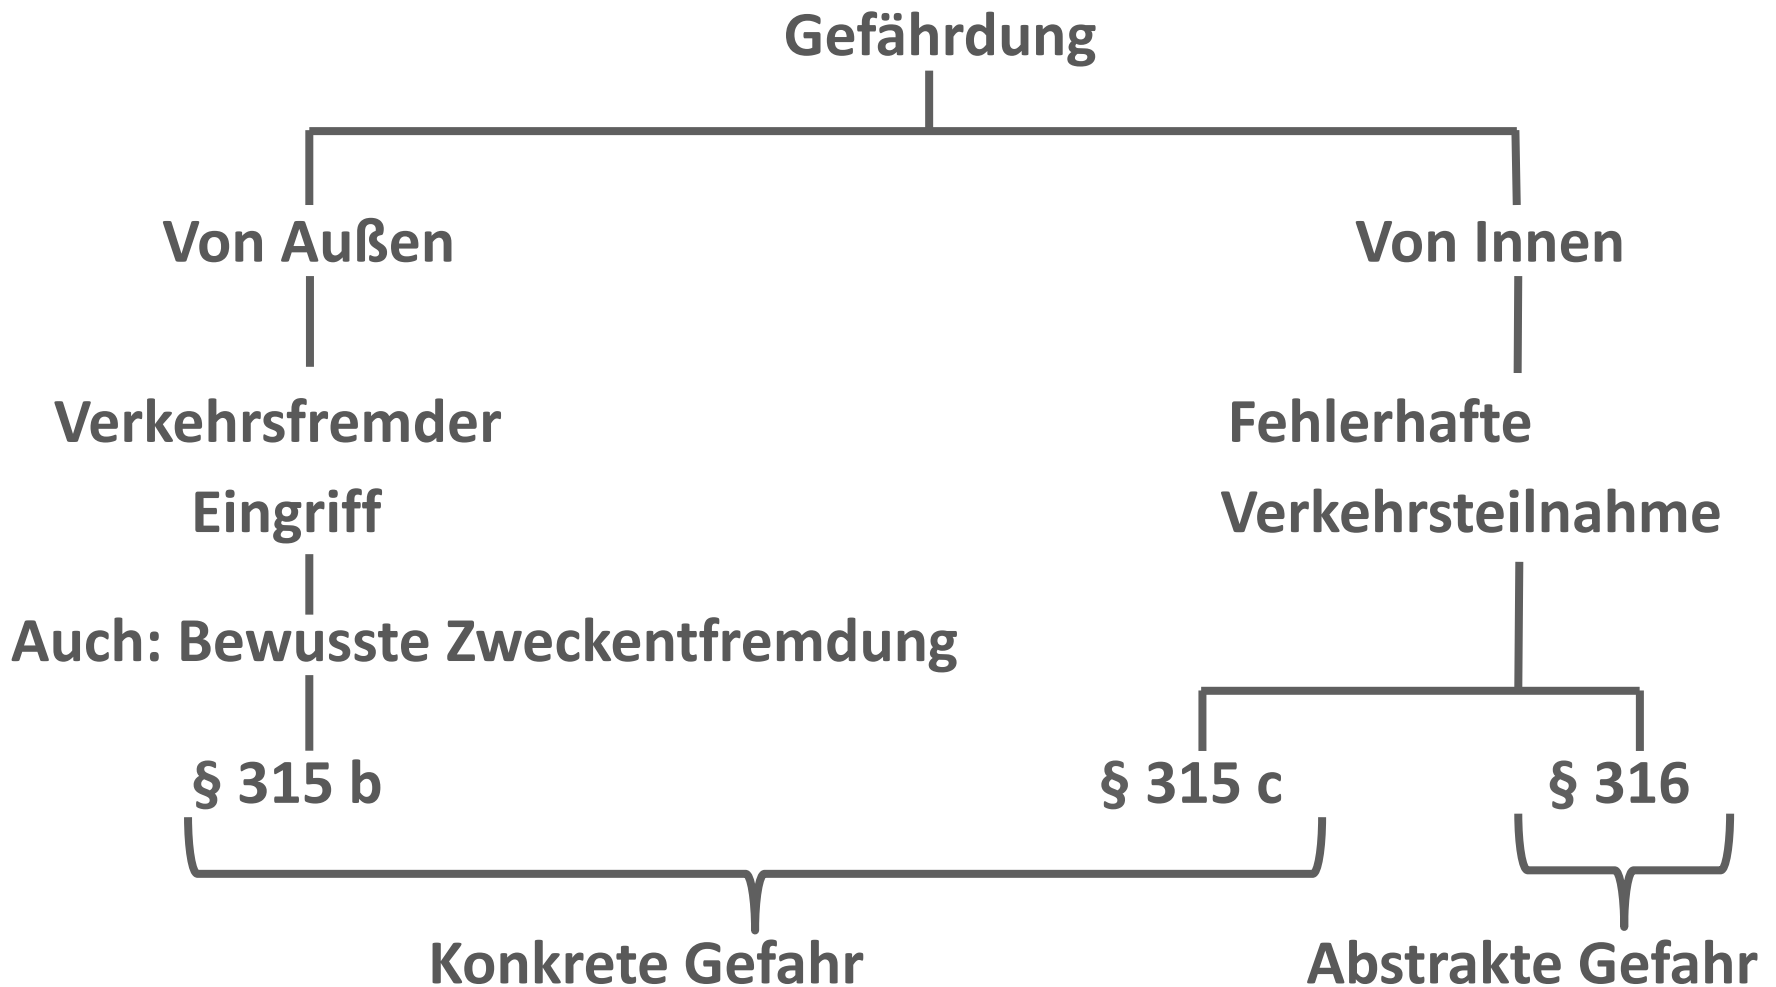 Gefährdung
Von Außen
Von Innen
Verkehrsfremder
Eingriff
Fehlerhafte
Verkehrsteilnahme
Auch: Bewusste Zweckentfremdung
§ 315 b
§ 315 c
§ 316
Konkrete Gefahr
Abstrakte Gefahr